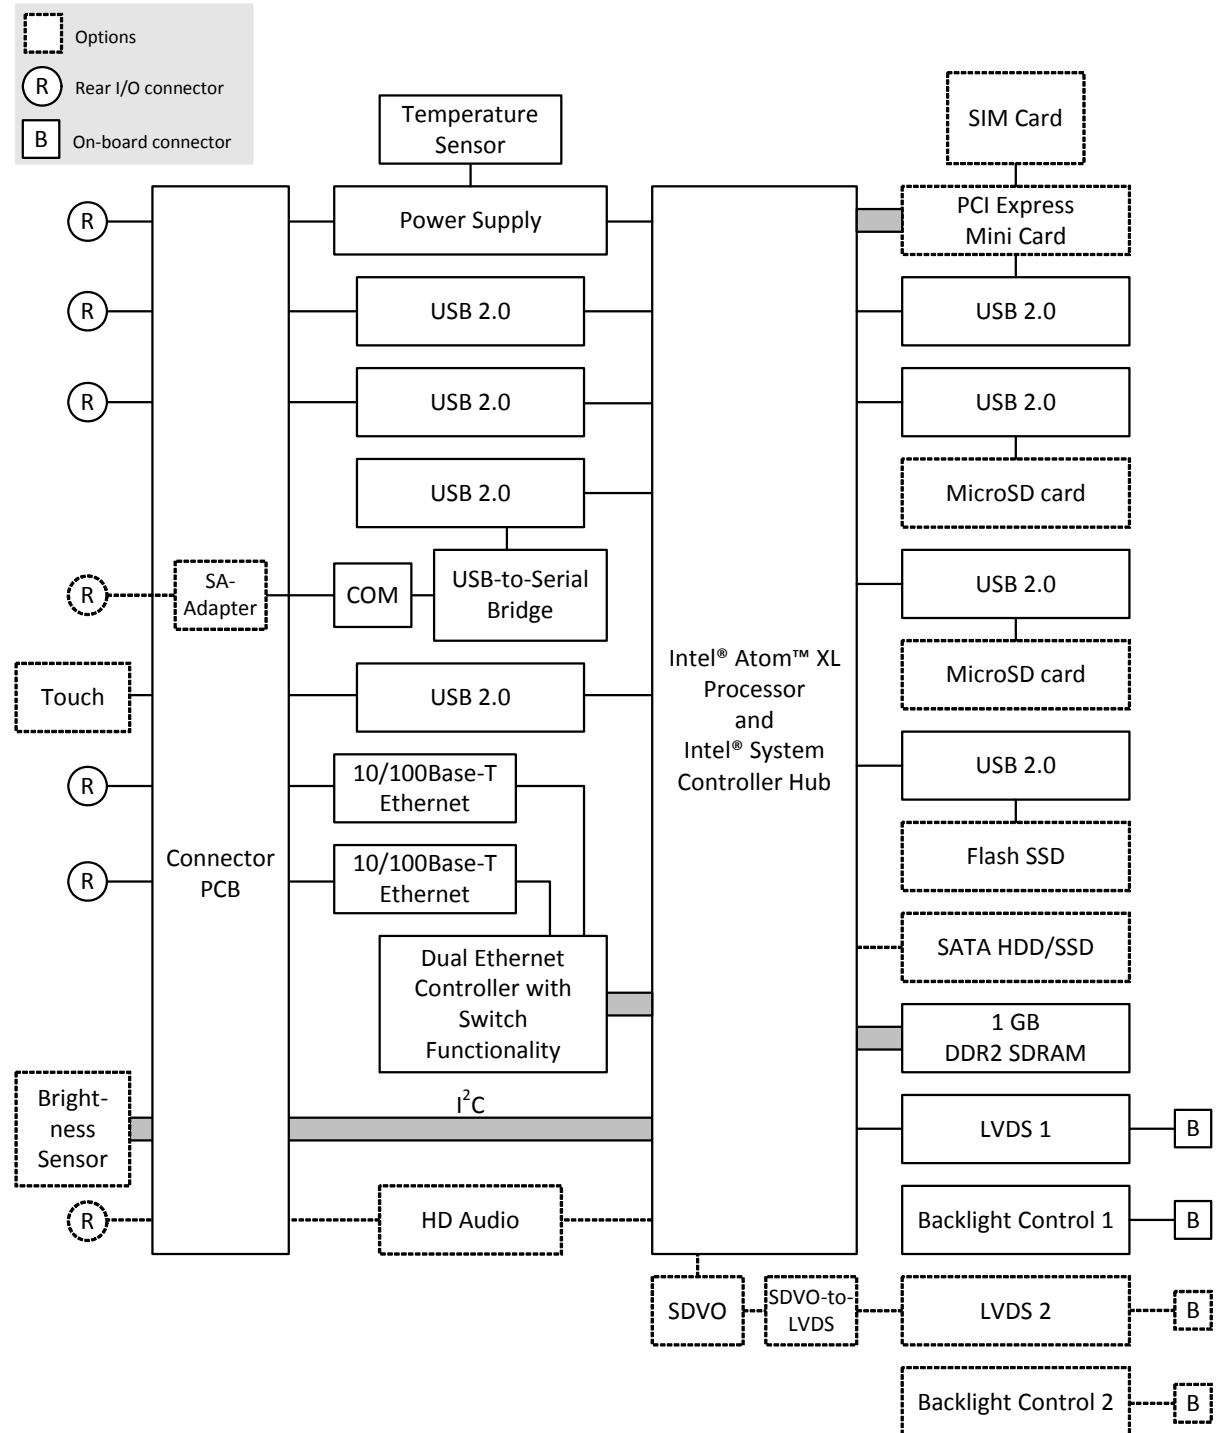 Options
R Rear I/O connector
B On-board connector
Temperature
Sensor
SIM Card
R
Power Supply
PCI Express
Mini Card
R
USB 2.0
USB 2.0
R
USB 2.0
USB 2.0
USB 2.0
MicroSD card
R
SA-
Adapter
COM
USB-to-Serial
Bridge
USB 2.0
Touch
USB 2.0
Intel® Atom™ XL
Processor
and
Intel® System
Controller Hub
MicroSD card
R
10/100Base-T
Ethernet
USB 2.0
R
Connector
PCB
10/100Base-T
Ethernet
Flash SSD
Dual Ethernet
Controller with
Switch
Functionality
SATA HDD/SSD
1 GB
DDR2 SDRAM
Bright-
ness
Sensor
I²C
LVDS 1
B
R
HD Audio
Backlight Control 1
B
SDVO
SDVO-to-
LVDS
LVDS 2
B
Backlight Control 2
B